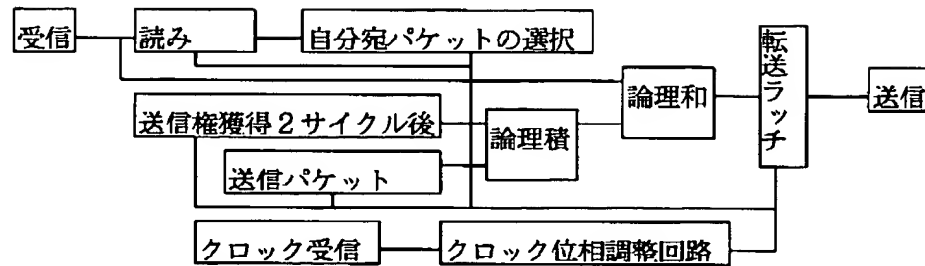 受信
読み
自分宛パケットの選択
転送ラッチ
論理和
送信
送信権獲得2サイクル後
論理積
送信パケット
クロック受信
クロック位相調整回路